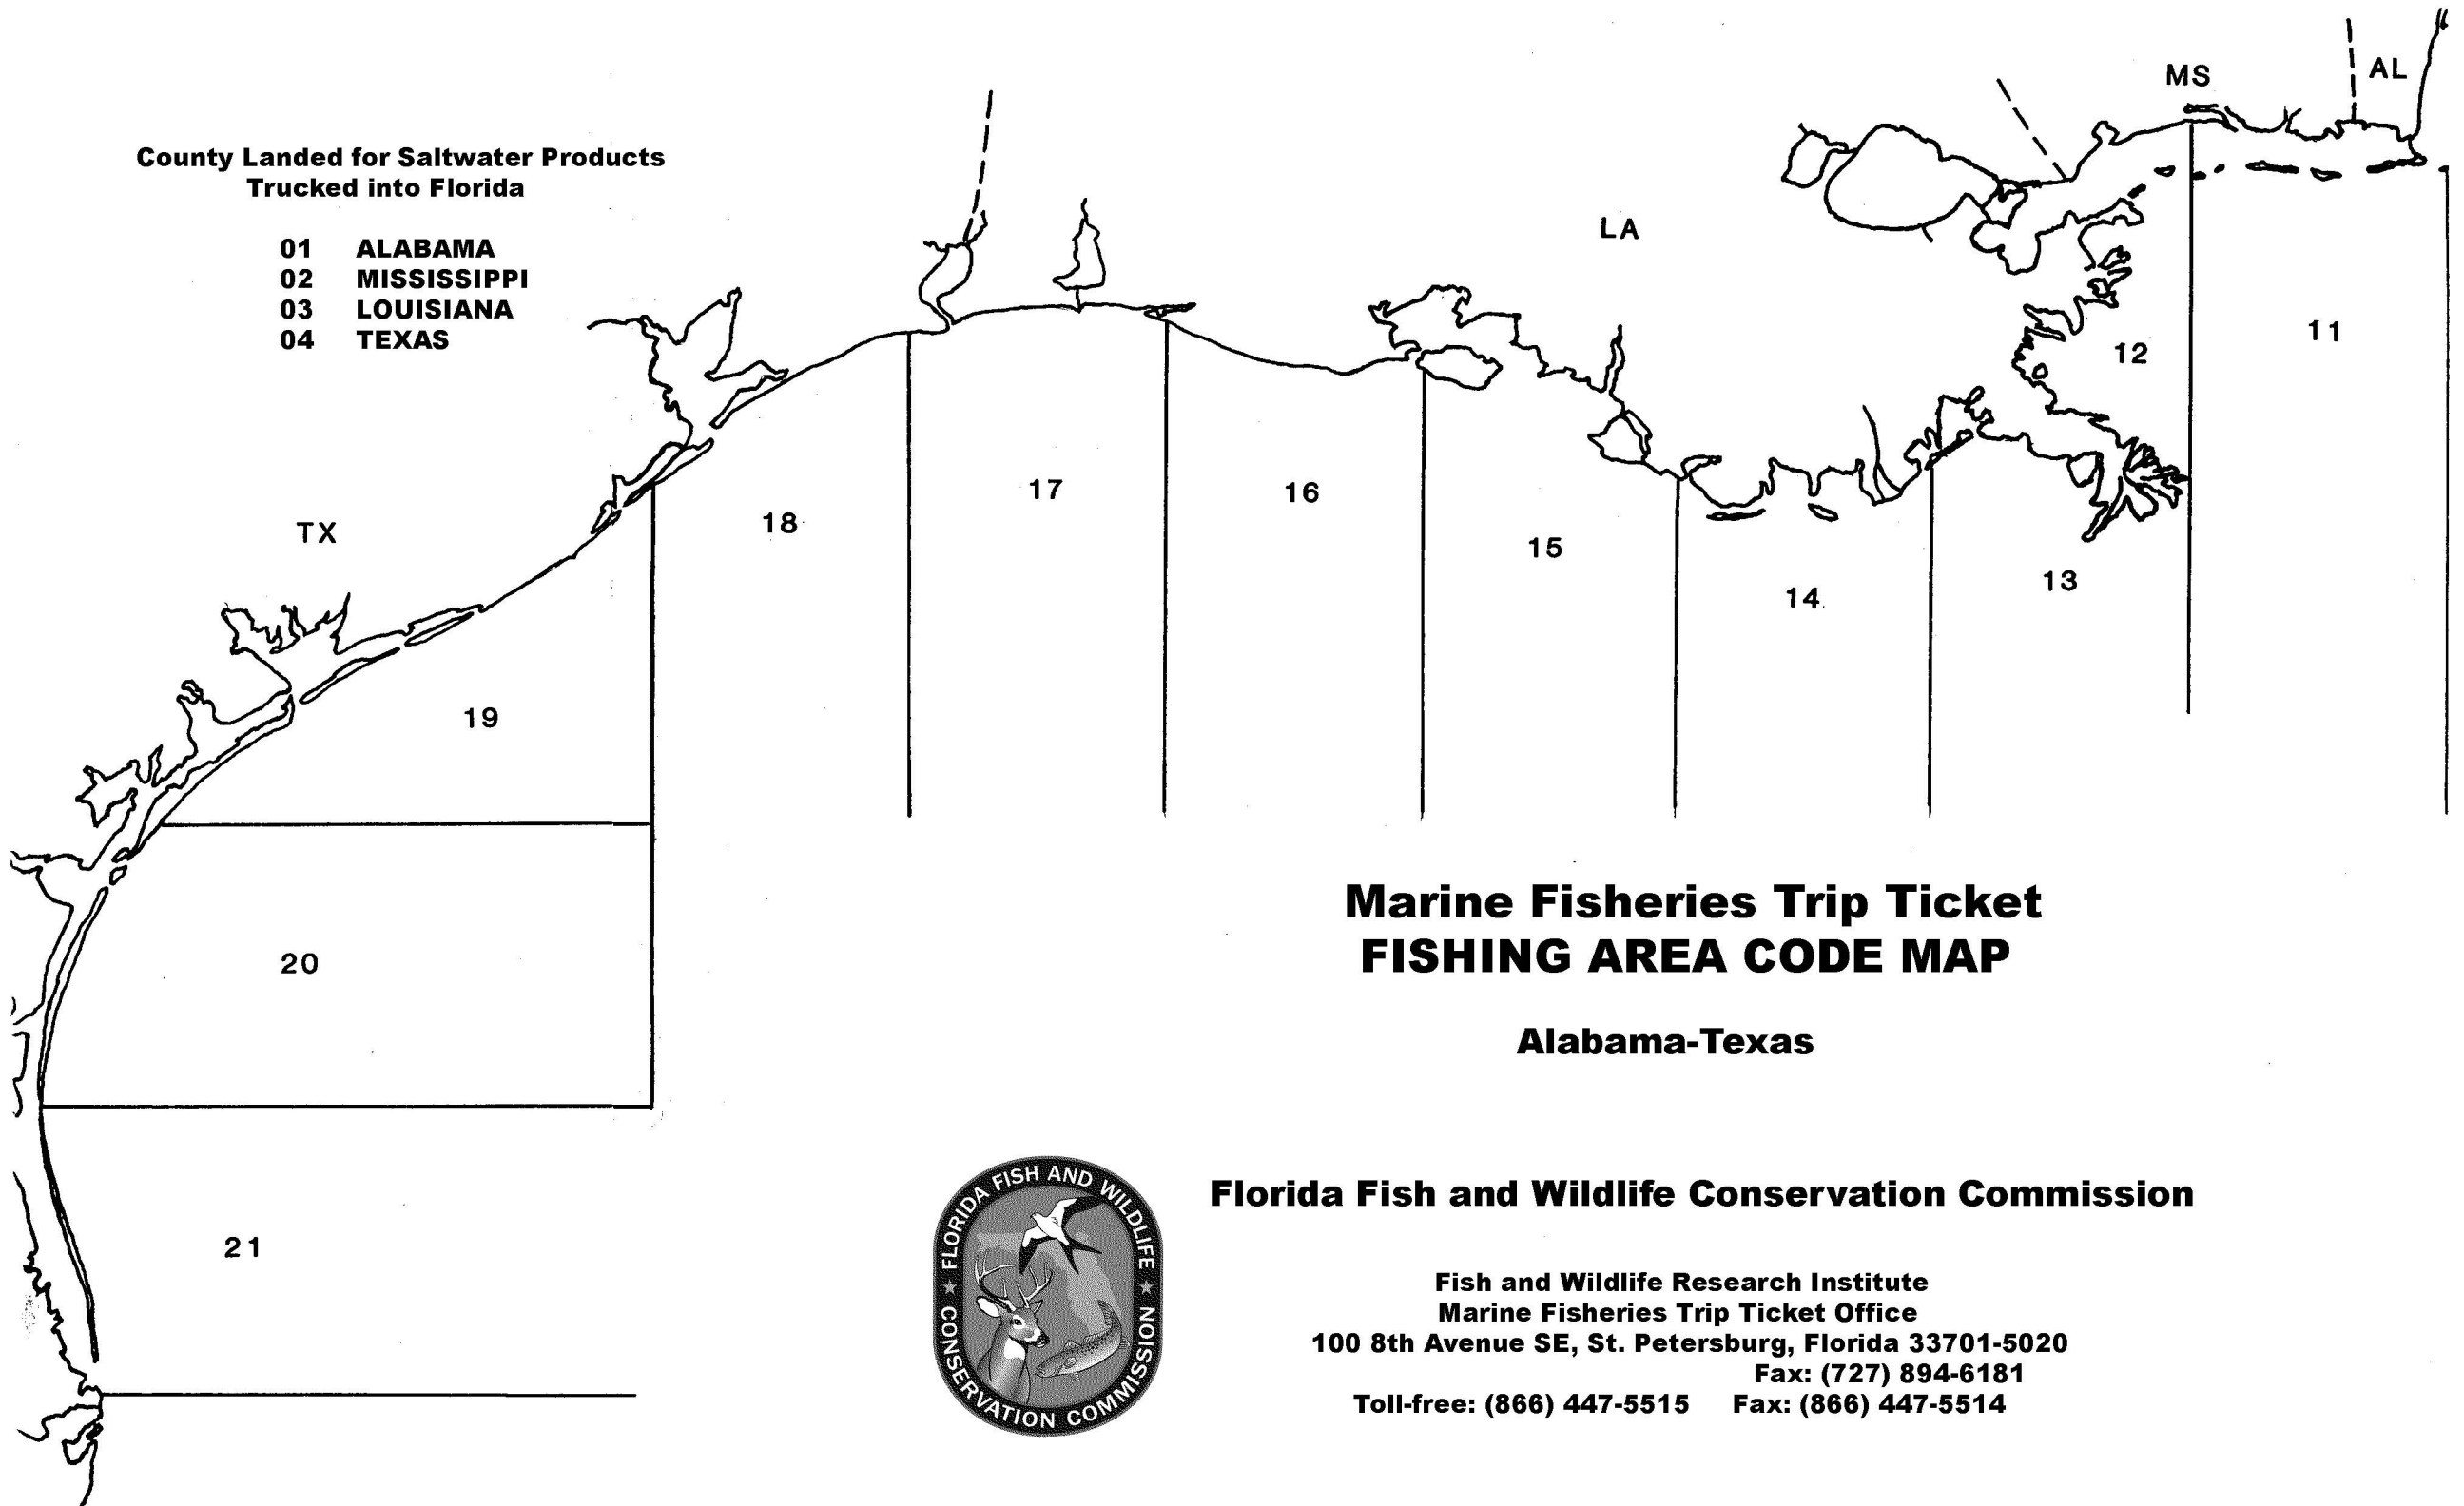 MS
AL
County Landed for Saltwater Products
Trucked into Florida
01 ALABAMA
02 MISSISSIPPI
03 LOUISIANA
04 TEXAS
LA
11
12
17
16
18
TX
15
13
14
19
Marine Fisheries Trip Ticket
FISHING AREA CODE MAP
20
Alabama-Texas
Florida Fish and Wildlife Conservation Commission
FLORIDA FISH AND WILDLIFE
CONSERVATION COMMISSION
21
Fish and Wildlife Research Institute
Marine Fisheries Trip Ticket Office
100 8th Avenue SE, St. Petersburg, Florida 33701-5020
Fax: (727) 894-6181
Toll-free: (866) 447-5515 Fax: (866) 447-5514